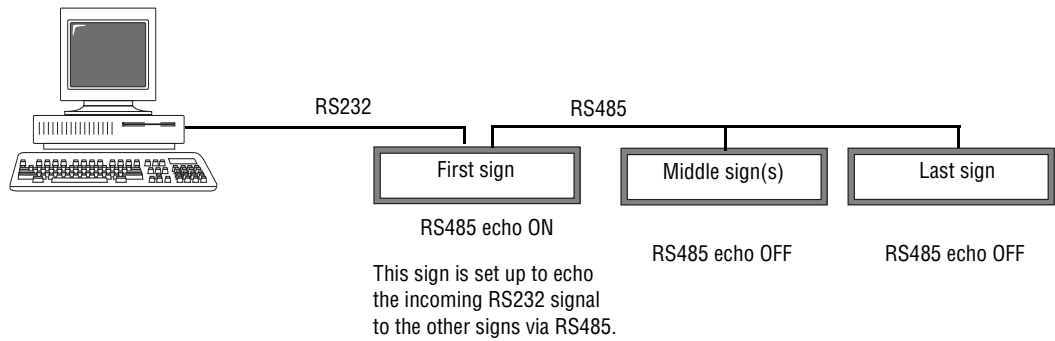 RS232
RS485
First sign
Middle sign(s)
Last sign
RS485 echo ON
RS485 echo OFF
RS485 echo OFF
This sign is set up to echo
the incoming RS232 signal
to the other signs via RS485.